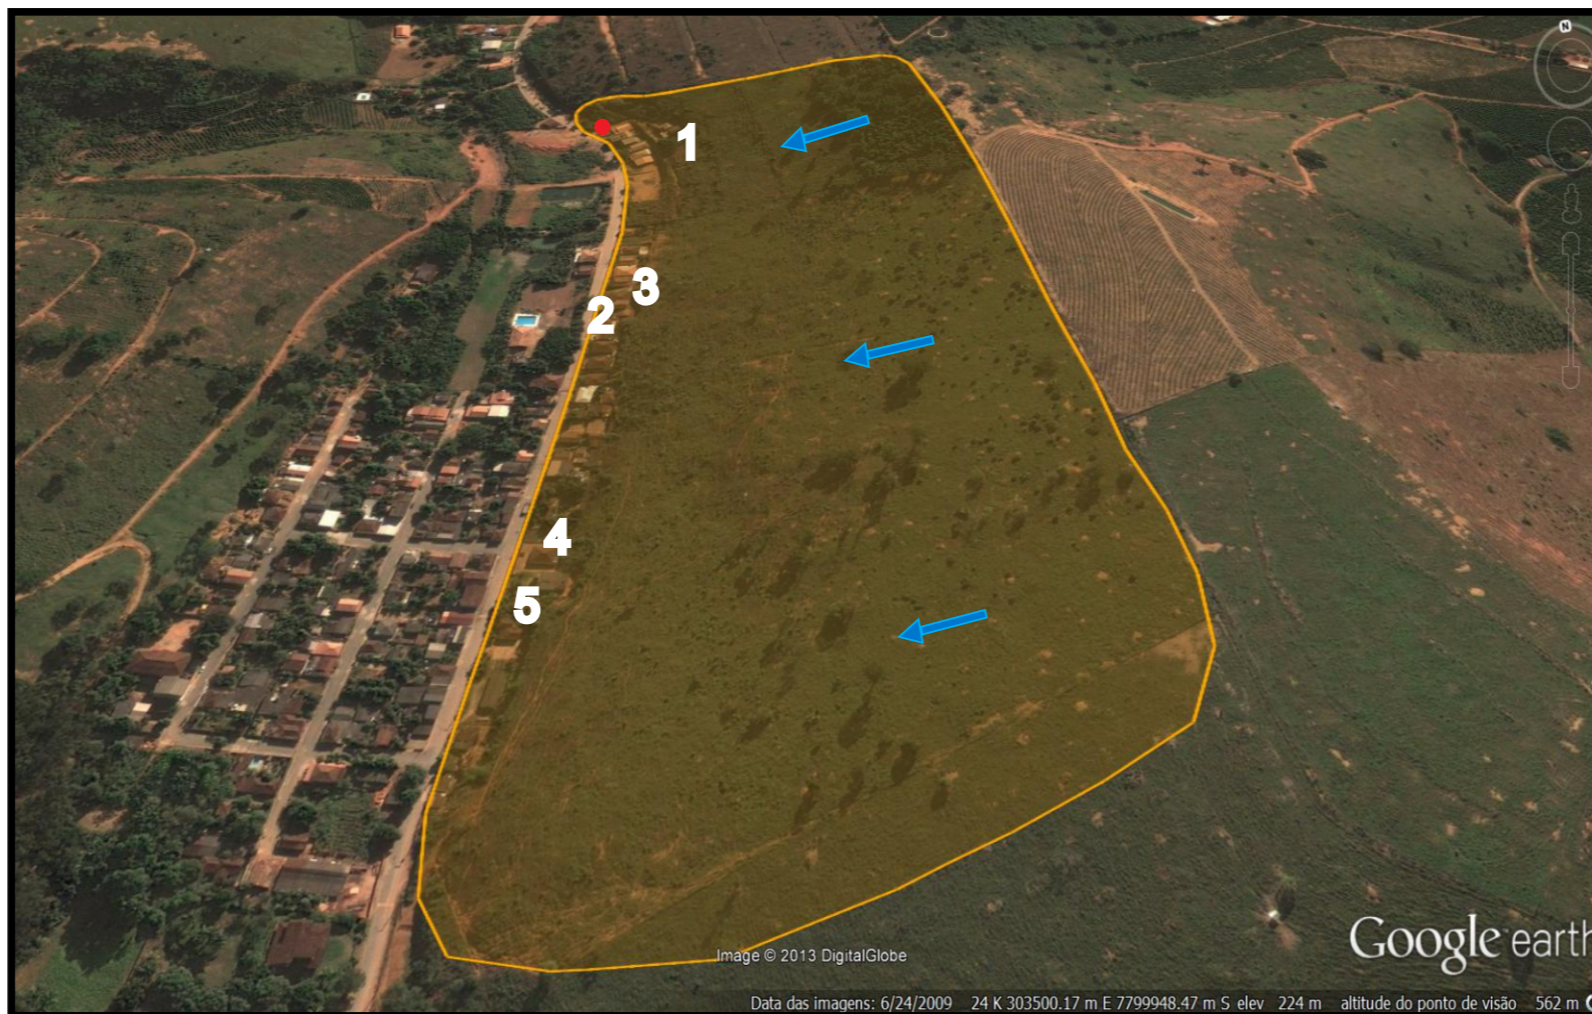 N
1
3
2
4
5
Google earth
Image © 2013 DigitalGlobe
Data das imagens: 6/24/2009 24 K 303500.17 m E 7799948.47 m S elev 224 m altitude do ponto de visão 562 m